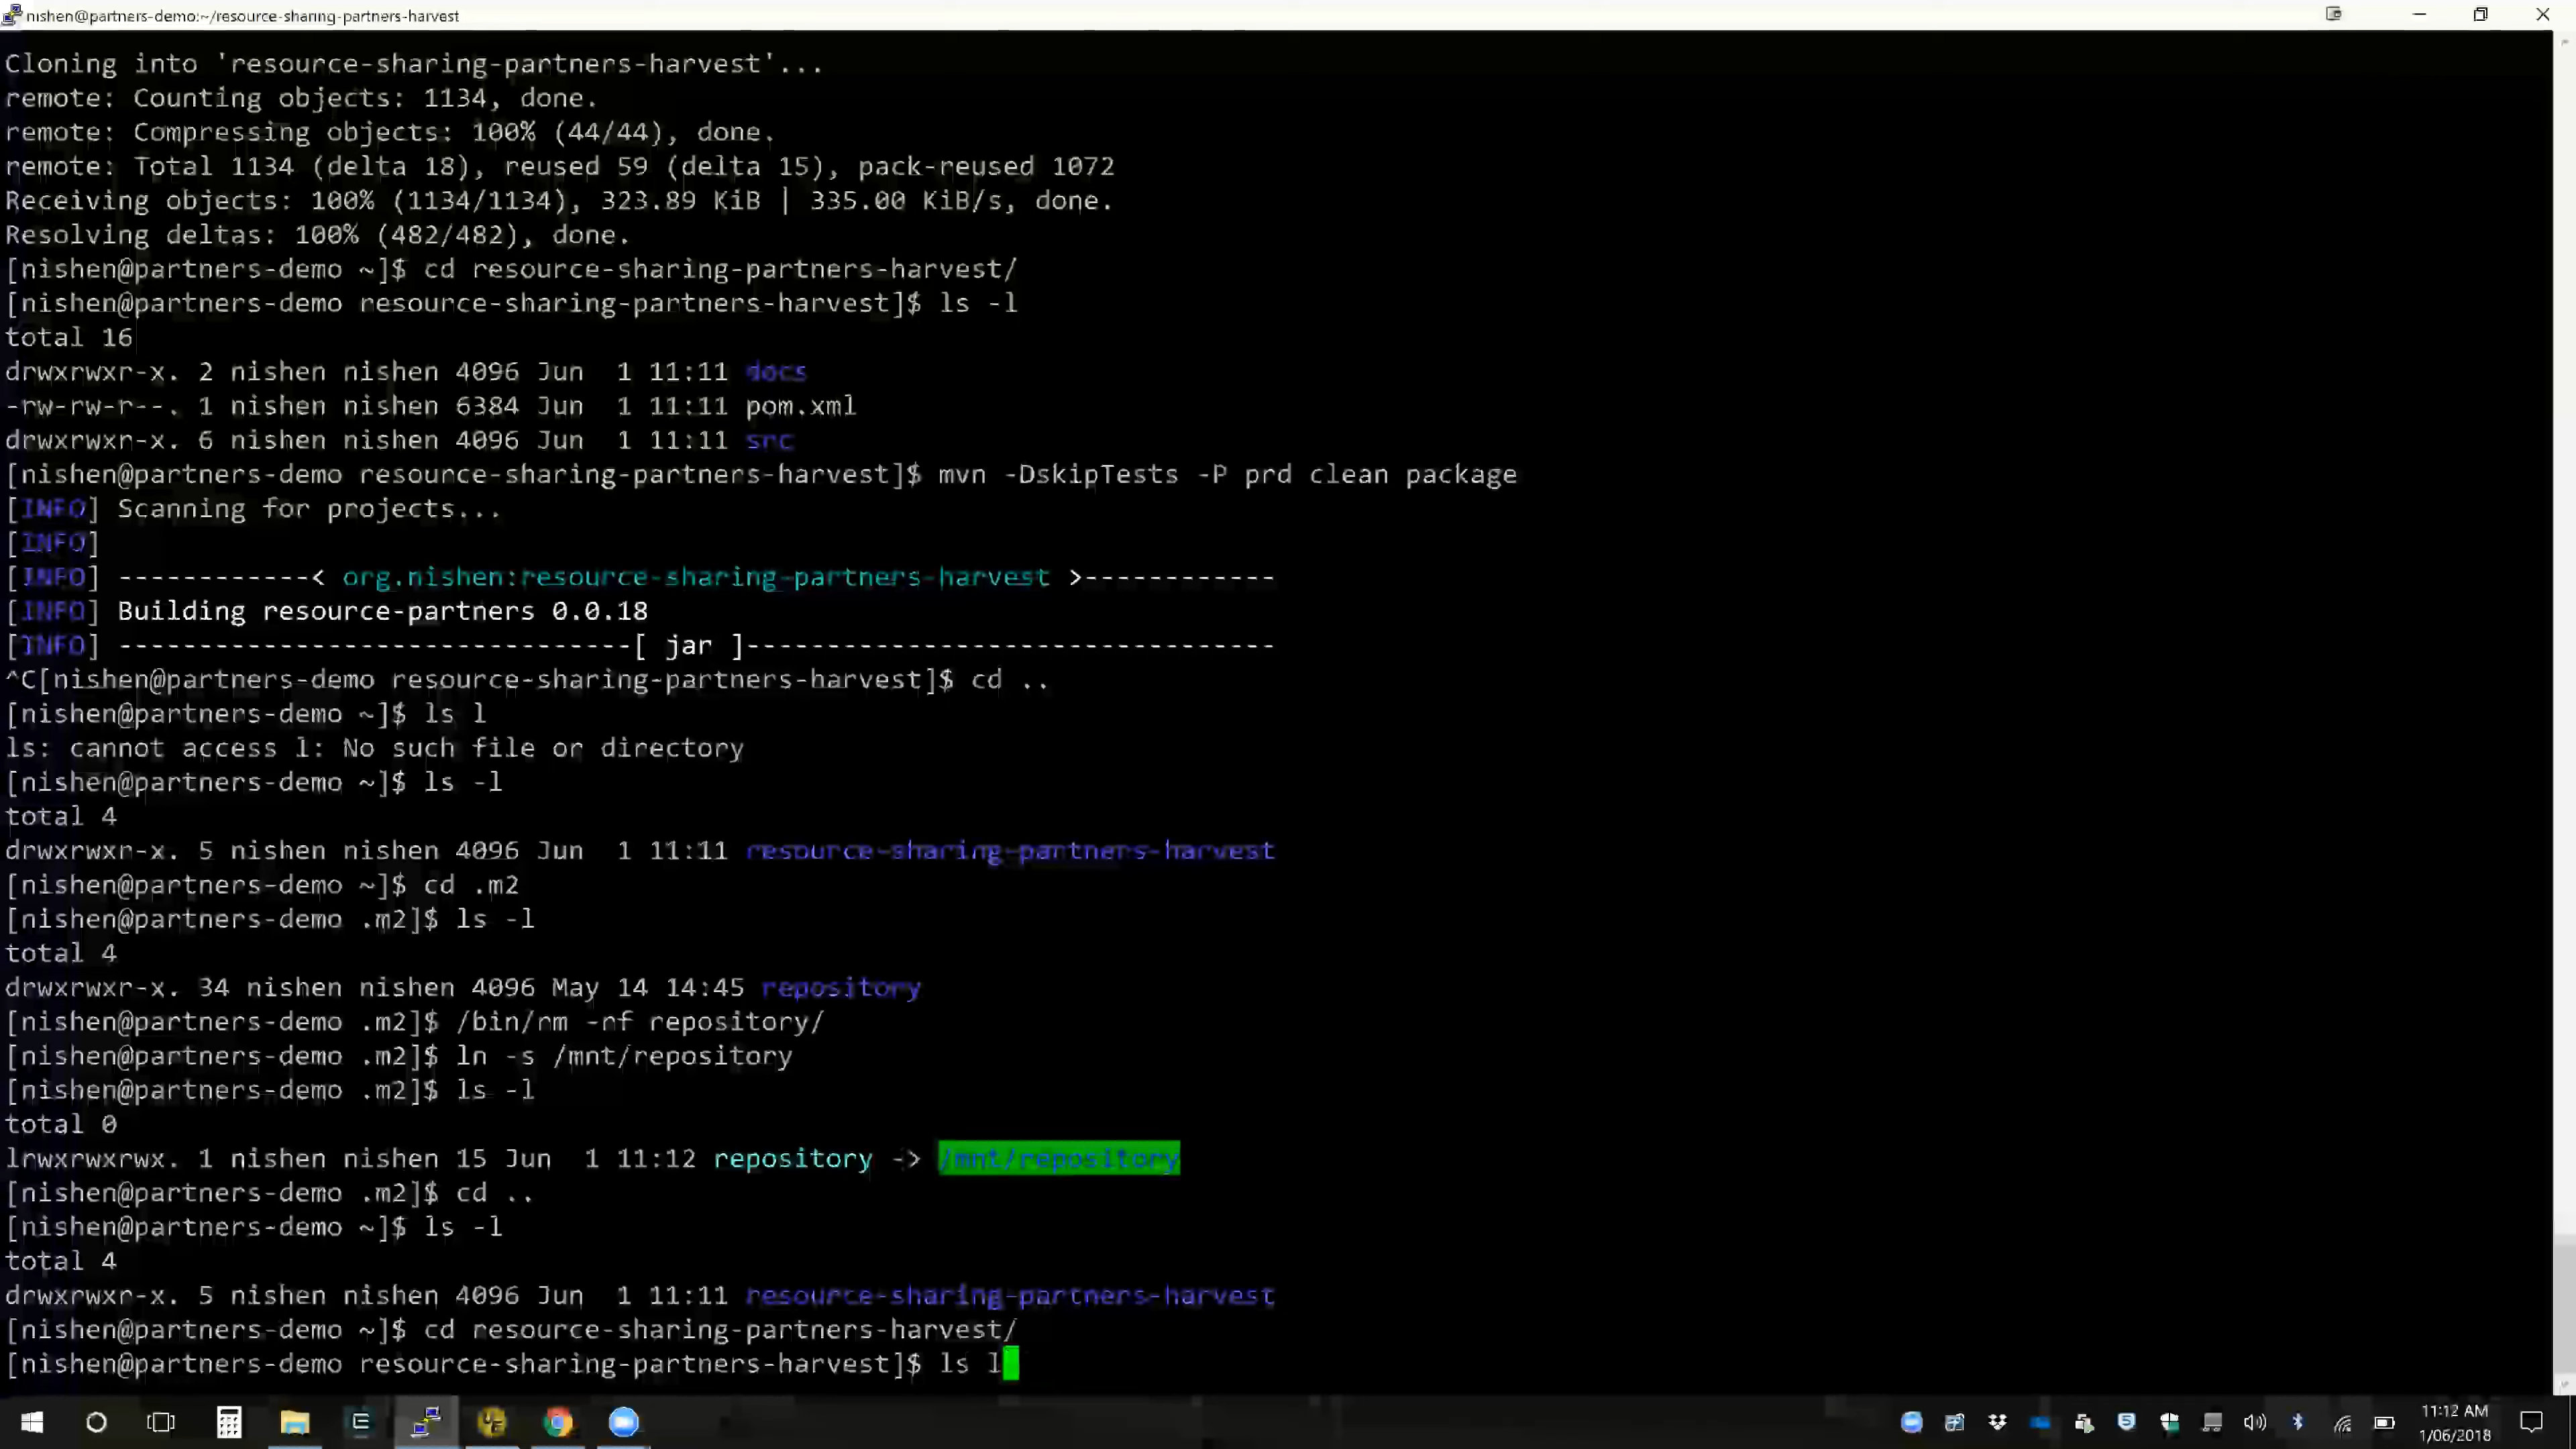 nishen@partners-demo:~/resource-sharing-partners-harvest
Cloning into 'resource-sharing-partners-harvest'...
remote: Counting objects: 1134, done.
remote: Compressing objects: 100% (44/44), done.
remote: Total 1134 (delta 18), reused 59 (delta 15), pack-reused 1072
Receiving objects: 100% (1134/1134), 323.89 KiB | 335.00 KiB/s, done.
Resolving deltas: 100% (482/482), done.
[nishen@partners-demo ~]$ cd resource-sharing-partners-harvest/
[nishen@partners-demo resource-sharing-partners-harvest]$ ls -l
total 16
drwxrwxr-x. 2 nishen nishen 4096 Jun  1 11:11 docs
-rw-rw-r--. 1 nishen nishen 6384 Jun  1 11:11 pom.xml
drwxrwxr-x. 6 nishen nishen 4096 Jun  1 11:11 src
[nishen@partners-demo resource-sharing-partners-harvest]$ mvn -DskipTests -P prd clean package
[INFO] Scanning for projects...
[INFO]
[INFO] ------------< org.nishen:resource-sharing-partners-harvest >------------
[INFO] Building resource-partners 0.0.18
[INFO] --------------------------------[ jar ]---------------------------------
^C[nishen@partners-demo resource-sharing-partners-harvest]$ cd ..
[nishen@partners-demo ~]$ ls l
ls: cannot access l: No such file or directory
[nishen@partners-demo ~]$ ls -l
total 4
drwxrwxr-x. 5 nishen nishen 4096 Jun  1 11:11 resource-sharing-partners-harvest
[nishen@partners-demo ~]$ cd .m2
[nishen@partners-demo .m2]$ ls -l
total 4
drwxrwxr-x. 34 nishen nishen 4096 May 14 14:45 repository
[nishen@partners-demo .m2]$ /bin/rm -rf repository/
[nishen@partners-demo .m2]$ ln -s /mnt/repository
[nishen@partners-demo .m2]$ ls -l
total 0
lrwxrwxrwx. 1 nishen nishen 15 Jun  1 11:12 repository -> /mnt/repository
[nishen@partners-demo .m2]$ cd ..
[nishen@partners-demo ~]$ ls -l
total 4
drwxrwxr-x. 5 nishen nishen 4096 Jun  1 11:11 resource-sharing-partners-harvest
[nishen@partners-demo ~]$ cd resource-sharing-partners-harvest/
[nishen@partners-demo resource-sharing-partners-harvest]$ ls l
11:12 AM
1/06/2018